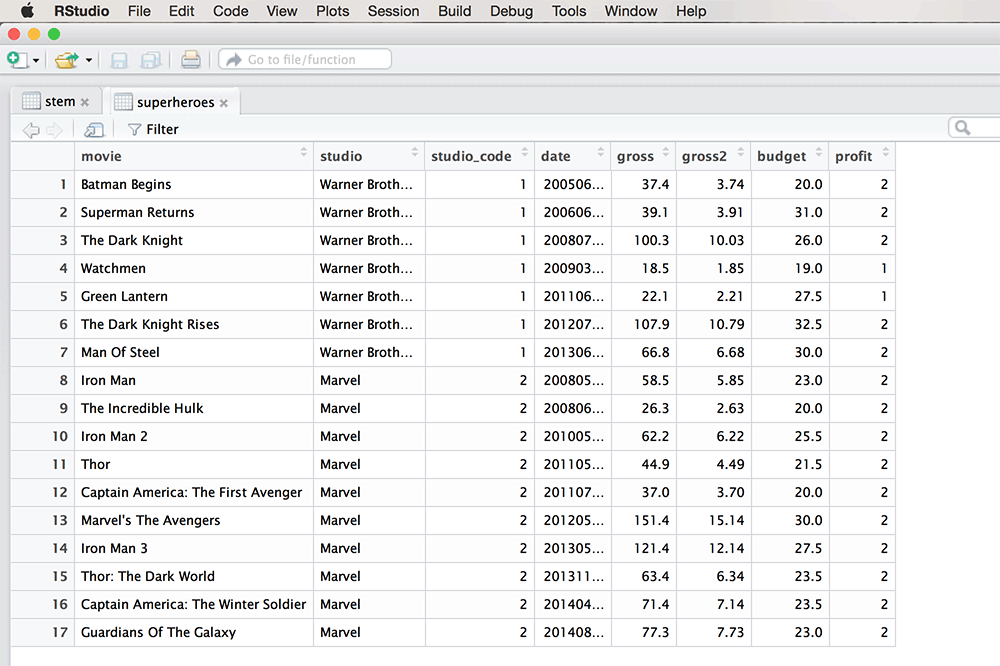 RStudio File Edit Code View Plots Session Build Debug Tools Window Help
Go to file/function
stem superheroes
Filter
movie studio studio_code date gross gross2 budget profit
1 Batman Begins Warner Broth... 1 200506... 37.4 3.74 20.0 2
2 Superman Returns Warner Broth... 1 200606... 39.1 3.91 31.0 2
3 The Dark Knight Warner Broth... 1 200807... 100.3 10.03 26.0 2
4 Watchmen Warner Broth... 1 200903... 18.5 1.85 19.0 1
5 Green Lantern Warner Broth... 1 201106... 22.1 2.21 27.5 1
6 The Dark Knight Rises Warner Broth... 1 201207... 107.9 10.79 32.5 2
7 Man Of Steel Warner Broth... 1 201306... 66.8 6.68 30.0 2
8 Iron Man Marvel 2 200805... 58.5 5.85 23.0 2
9 The Incredible Hulk Marvel 2 200806... 26.3 2.63 20.0 2
10 Iron Man 2 Marvel 2 201005... 62.2 6.22 25.5 2
11 Thor Marvel 2 201105... 44.9 4.49 21.5 2
12 Captain America: The First Avenger Marvel 2 201107... 37.0 3.70 20.0 2
13 Marvel's The Avengers Marvel 2 201205... 151.4 15.14 30.0 2
14 Iron Man 3 Marvel 2 201305... 121.4 12.14 27.5 2
15 Thor: The Dark World Marvel 2 201311... 63.4 6.34 23.5 2
16 Captain America: The Winter Soldier Marvel 2 201404... 71.4 7.14 23.5 2
17 Guardians Of The Galaxy Marvel 2 201408... 77.3 7.73 23.0 2